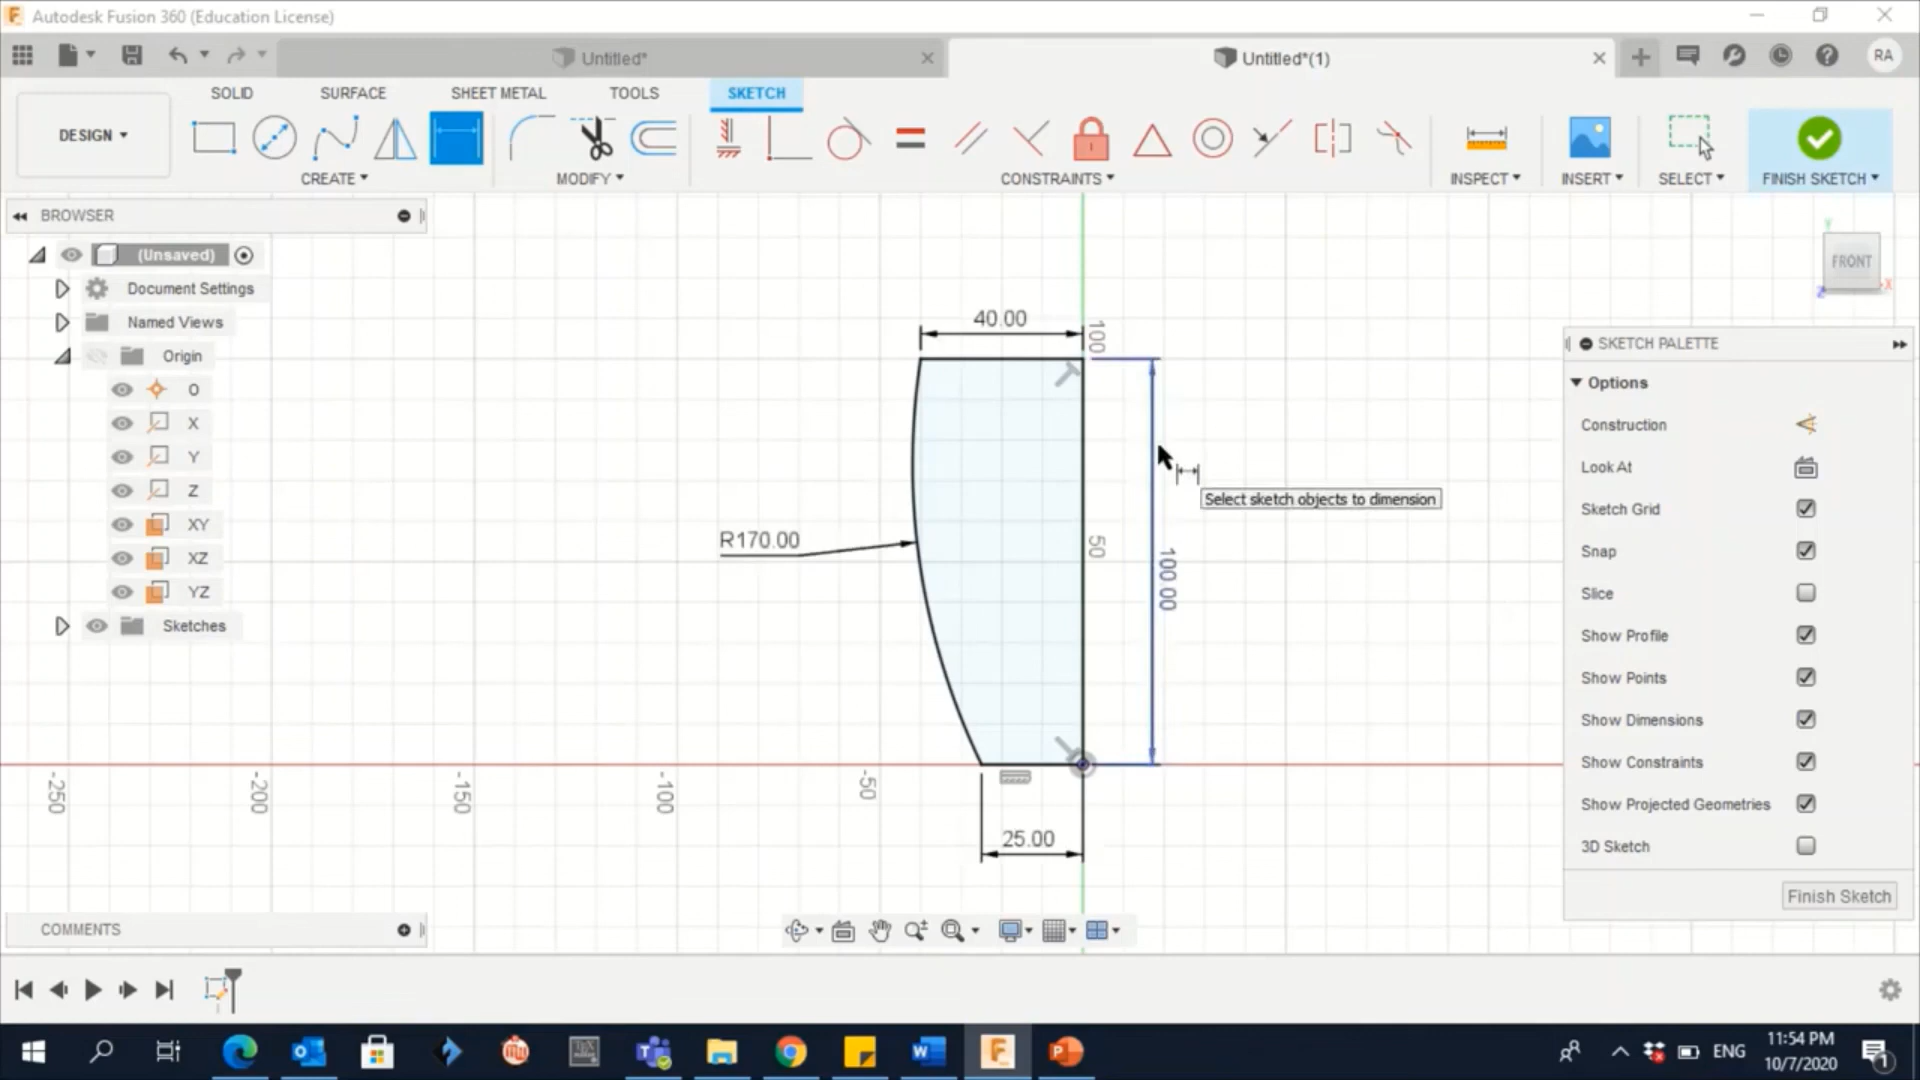 Autodesk Fusion 360 (Education License)
Untitled*
Untitled*(1)
RA
DESIGN
SOLID
SURFACE
SHEET METAL
TOOLS
SKETCH
CREATE
MODIFY
CONSTRAINTS
INSPECT
INSERT
SELECT
FINISH SKETCH
BROWSER
(Unsaved)
Document Settings
Named Views
Origin
O
X
Y
Z
XY
XZ
YZ
Sketches
FRONT
Y
X
Z
40.00
100
R170.00
50
100.00
Select sketch objects to dimension
-250
-200
-150
-100
-50
25.00
SKETCH PALETTE
Options
Construction
Look At
Sketch Grid
Snap
Slice
Show Profile
Show Points
Show Dimensions
Show Constraints
Show Projected Geometries
3D Sketch
Finish Sketch
COMMENTS
ENG
11:54 PM
10/7/2020
1